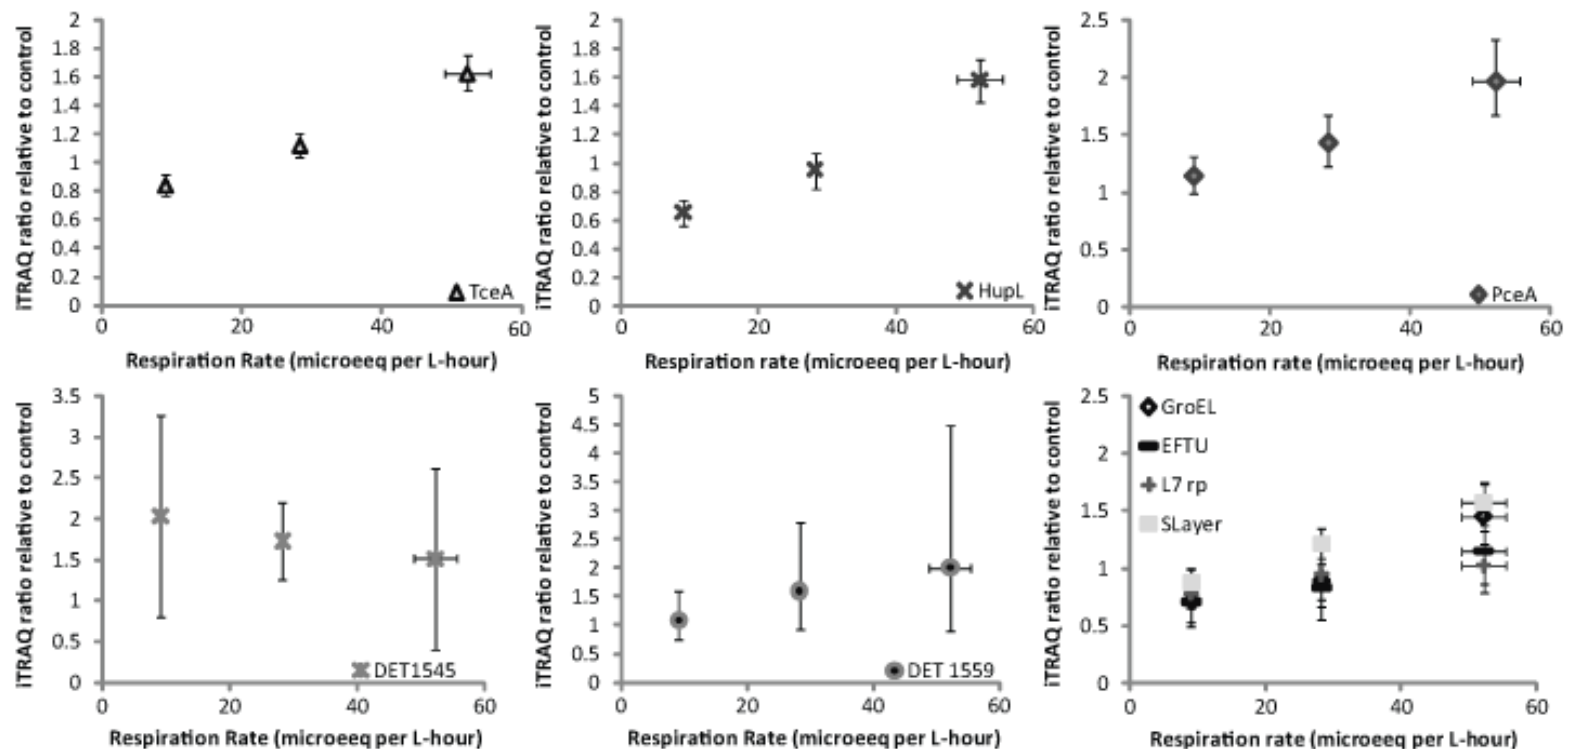 iTRAQ ratio relative to control
2
1.8
1.6
1.4
1.2
1
0.8
0.6
0.4
0.2
0
TceA
0 20 40 60
Respiration Rate (microeeq per L-hour)
iTRAQ ratio relative to control
2
1.8
1.6
1.4
1.2
1
0.8
0.6
0.4
0.2
0
HupL
0 20 40 60
Respiration rate (microeeq per L-hour)
iTRAQ ratio relative to control
2.5
2
1.5
1
0.5
0
PceA
0 20 40 60
Respiration rate (microeeq per L-hour)
iTRAQ ratio relative to control
3.5
3
2.5
2
1.5
1
0.5
0
DET1545
0 20 40 60
Respiration Rate (microeeq per L-hour)
iTRAQ ratio relative to control
5
4.5
4
3.5
3
2.5
2
1.5
1
0.5
0
DET 1559
0 20 40 60
Respiration Rate (microeeq per L-hour)
iTRAQ ratio relative to control
2.5
2
1.5
1
0.5
0
GroEL
EFTU
L7 rp
SLayer
0 20 40 60
Respiration rate (microeeq per L-hour)